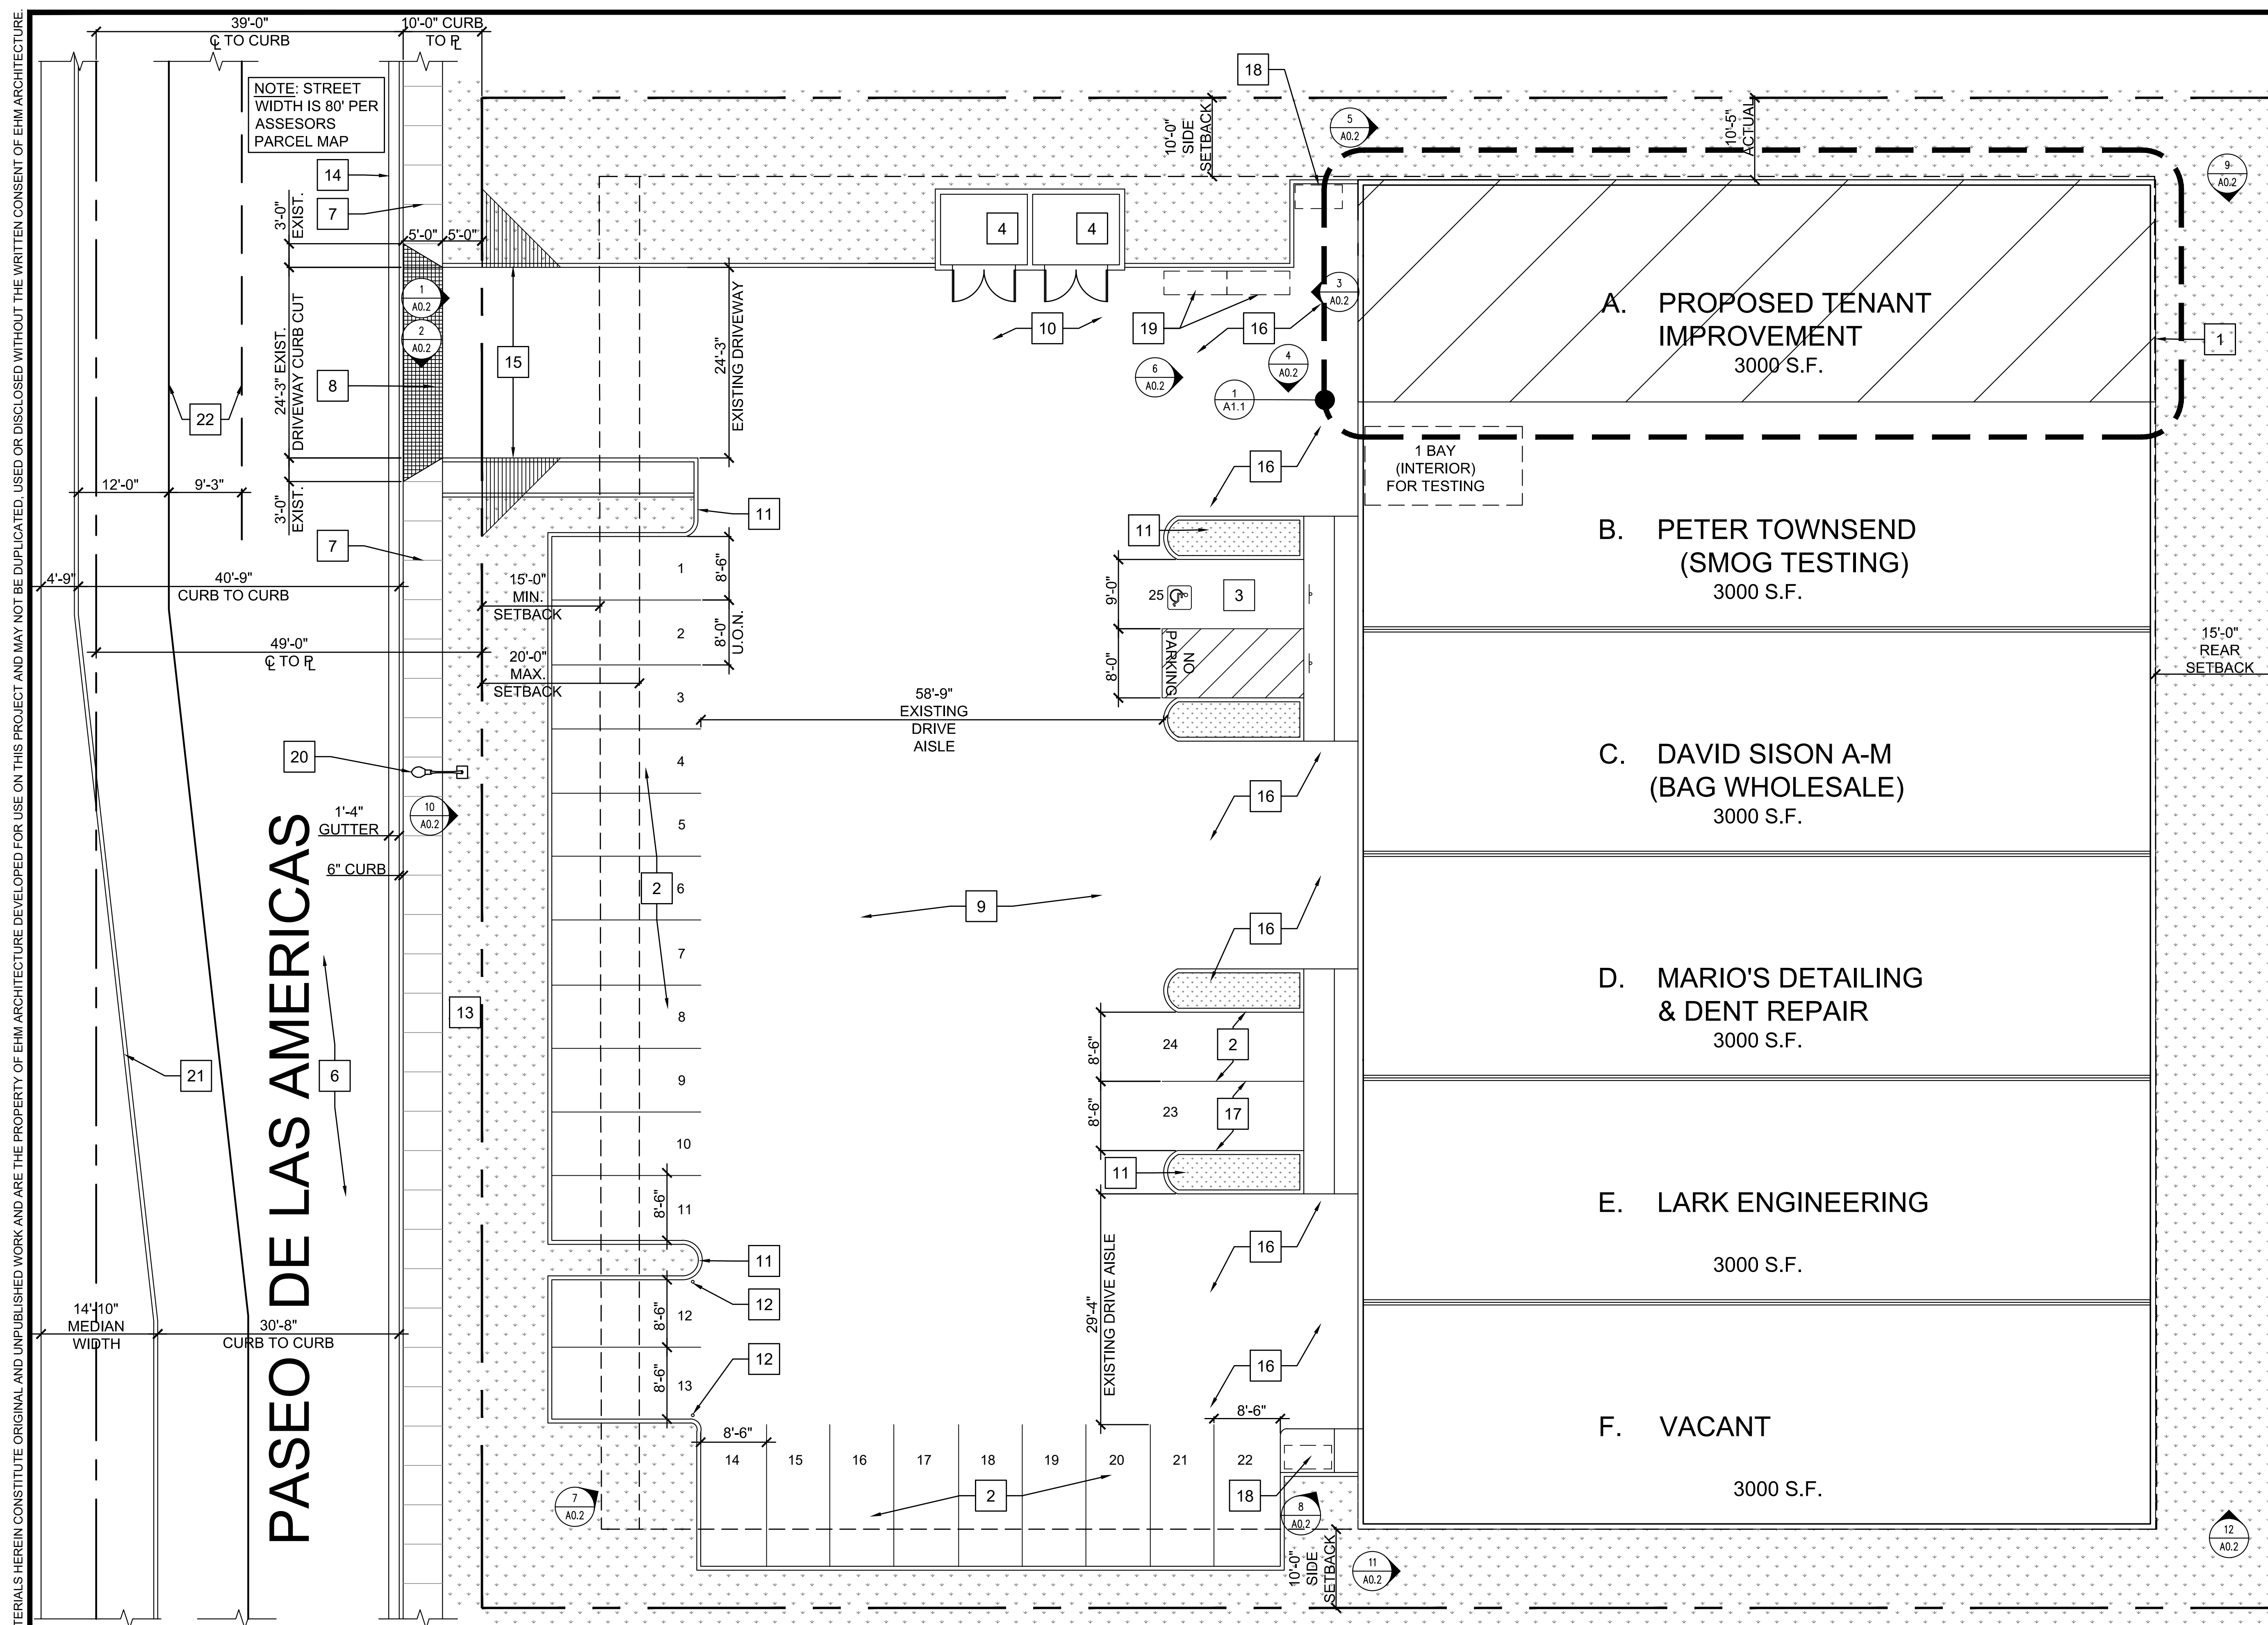 TERIALS HEREIN CONSTITUTE ORIGINAL AND UNPUBLISHED WORK AND ARE THE PROPERTY OF EHM ARCHITECTURE DEVELOPED FOR USE ON THIS PROJECT AND MAY NOT BE DUPLICATED, USED OR DISCLOSED WITHOUT THE WRITTEN CONSENT OF EHM ARCHITECTURE.
39'-0"
℄ TO CURB
10'-0" CURB
TO ⅊
NOTE: STREET
WIDTH IS 80' PER
ASSESORS
PARCEL MAP
14
7
3'-0"
EXIST.
5'-0"
5'-0"
24'-3" EXIST.
DRIVEWAY CURB CUT
8
3'-0"
EXIST.
7
1
A0.2
2
A0.2
15
22
12'-0"
9'-3"
4'-9"
40'-9"
CURB TO CURB
49'-0"
℄ TO ⅊
20
10
A0.2
1'-4"
GUTTER
6" CURB
PASEO DE LAS AMERICAS
21
6
13
14'-10"
MEDIAN
WIDTH
30'-8"
CURB TO CURB
18
10'-0"
SIDE
SETBACK
5
A0.2
10'-5"
ACTUAL
9
A0.2
4
4
24'-3"
EXISTING DRIVEWAY
10
19
16
3
A0.2
4
A0.2
6
A0.2
1
A1.1
A. PROPOSED TENANT
IMPROVEMENT
3000 S.F.
1
16
1 BAY
(INTERIOR)
FOR TESTING
11
11
15'-0"
MIN.
SETBACK
20'-0"
MAX.
SETBACK
8'-6"
8'-0"
U.O.N.
1
2
3
4
5
2
6
7
8
9
10
11
8'-6"
11
12
12
8'-6"
12
8'-6"
13
9'-0"
25
3
8'-0"
NO
PARKING
58'-9"
EXISTING
DRIVE
AISLE
B. PETER TOWNSEND
(SMOG TESTING)
3000 S.F.
15'-0"
REAR
SETBACK
16
C. DAVID SISON A-M
(BAG WHOLESALE)
3000 S.F.
9
16
8'-6"
24
2
8'-6"
23
17
11
D. MARIO'S DETAILING
& DENT REPAIR
3000 S.F.
29'-4"
EXISTING DRIVE AISLE
16
E. LARK ENGINEERING
3000 S.F.
16
F. VACANT
3000 S.F.
8'-6"
8'-6"
14
15
16
17
18
19
20
21
22
2
18
7
A0.2
8
A0.2
10'-0"
SIDE
SETBACK
11
A0.2
12
A0.2